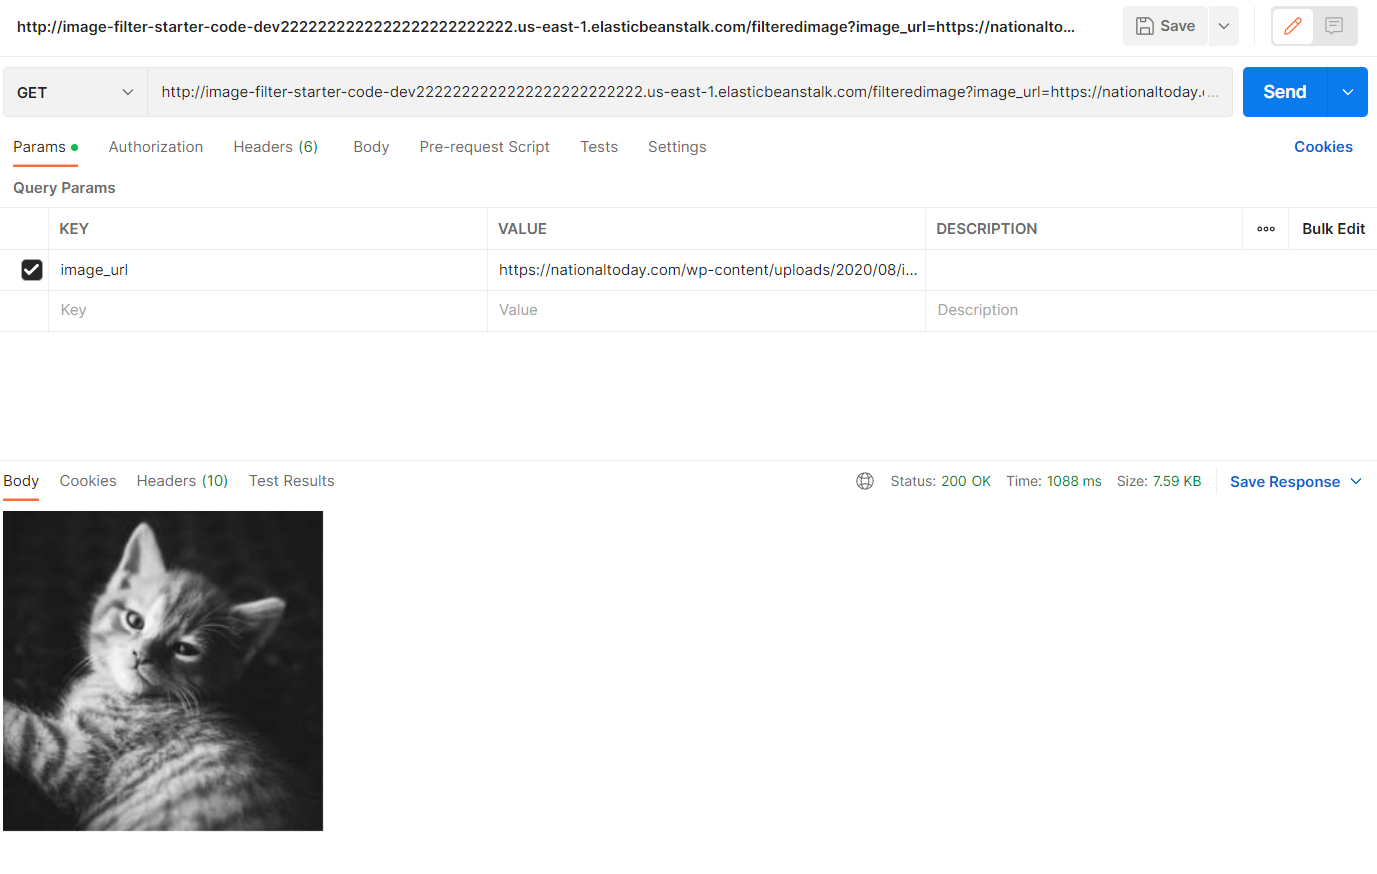 http://image-filter-starter-code-dev2222222222222222222222222.us-east-1.elasticbeanstalk.com/filteredimage?image_url=https://nationalto...
Save
GET
http://image-filter-starter-code-dev2222222222222222222222222.us-east-1.elasticbeanstalk.com/filteredimage?image_url=https://nationaltoday.c...
Send
Params Authorization Headers (6) Body Pre-request Script Tests Settings Cookies
Query Params
KEY VALUE DESCRIPTION ooo Bulk Edit
image_url https://nationaltoday.com/wp-content/uploads/2020/08/i...
Key Value Description
Body Cookies Headers (10) Test Results Status: 200 OK Time: 1088 ms Size: 7.59 KB Save Response